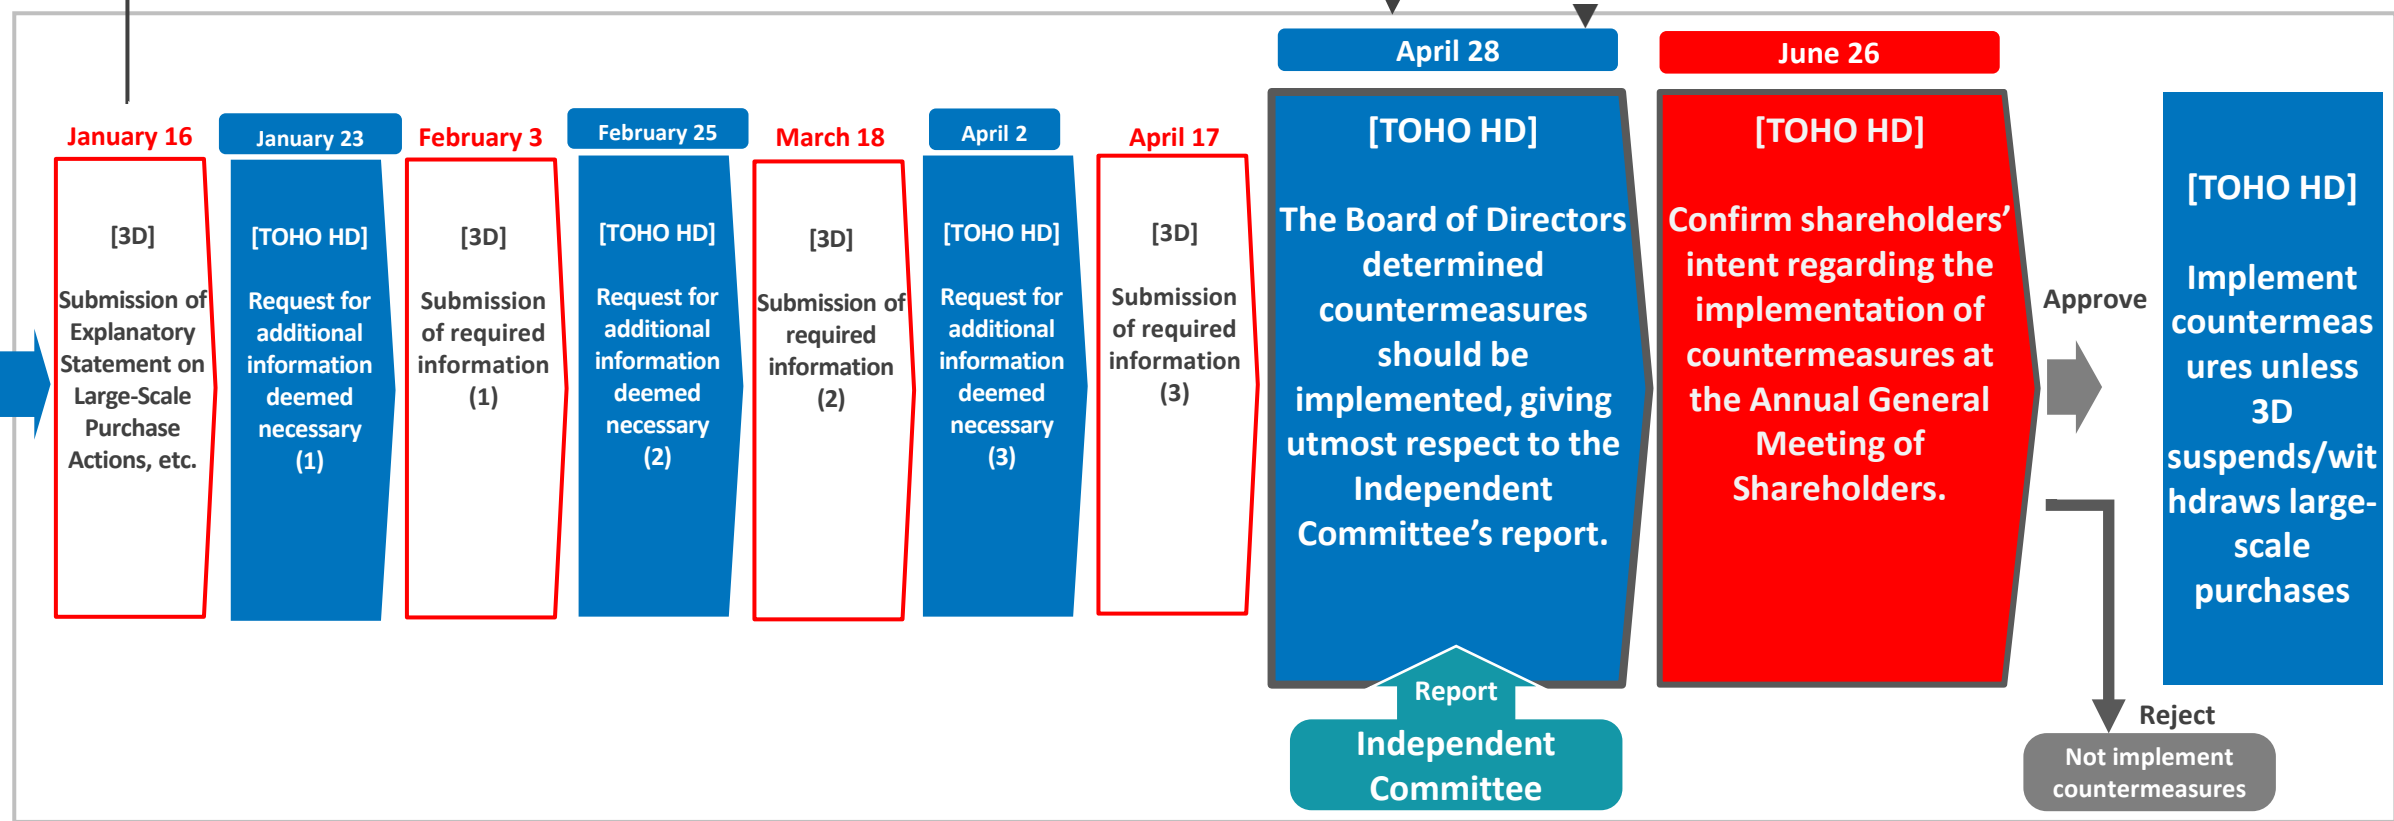 January 16
[3D]
Submission of
Explanatory
Statement on
Large-Scale
Purchase
Actions, etc.
January 23
[TOHO HD]
Request for
additional
information
deemed
necessary
(1)
February 3
[3D]
Submission
of required
information
(1)
February 25
[TOHO HD]
Request for
additional
information
deemed
necessary
(2)
March 18
[3D]
Submission of
required
information
(2)
April 2
[TOHO HD]
Request for
additional
information
deemed
necessary
(3)
April 17
[3D]
Submission
of required
information
(3)
April 28
[TOHO HD]
The Board of Directors
determined
countermeasures
should be
implemented, giving
utmost respect to the
Independent
Committee's report.
Report
Independent
Committee
June 26
[TOHO HD]
Confirm shareholders'
intent regarding the
implementation of
countermeasures at
the Annual General
Meeting of
Shareholders.
Approve
[TOHO HD]
Implement
countermeas
ures unless
3D
suspends/wit
hdraws large-
scale
purchases
Reject
Not implement
countermeasures